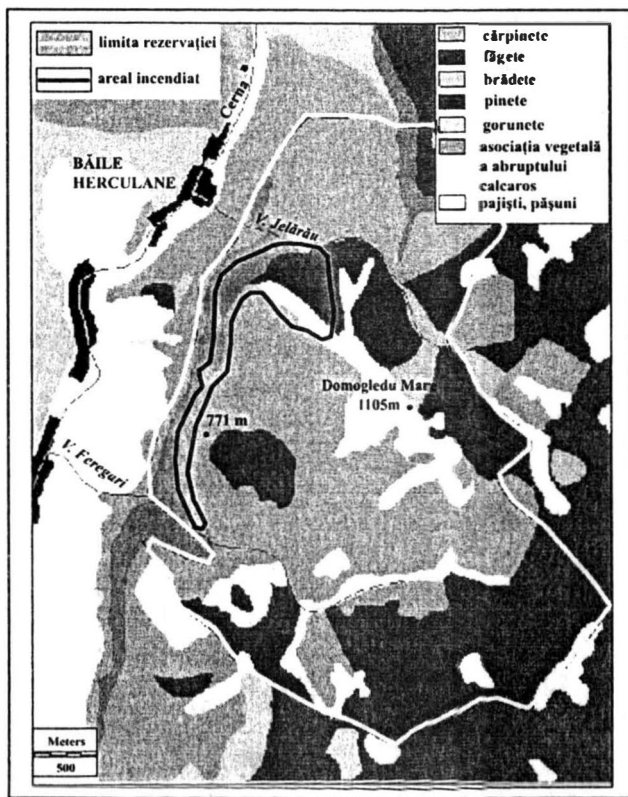 limita rezervației
areal incendiat
cărpinete
făgete
brădete
pinete
gorunete
asociația vegetală
a abruptului
calcaros
pajiști, pășuni
Cerna
BĂILE
HERCULANE
V. Jelărău
Domogledu Mare
1105m
771 m
V. Feregari
Meters
500